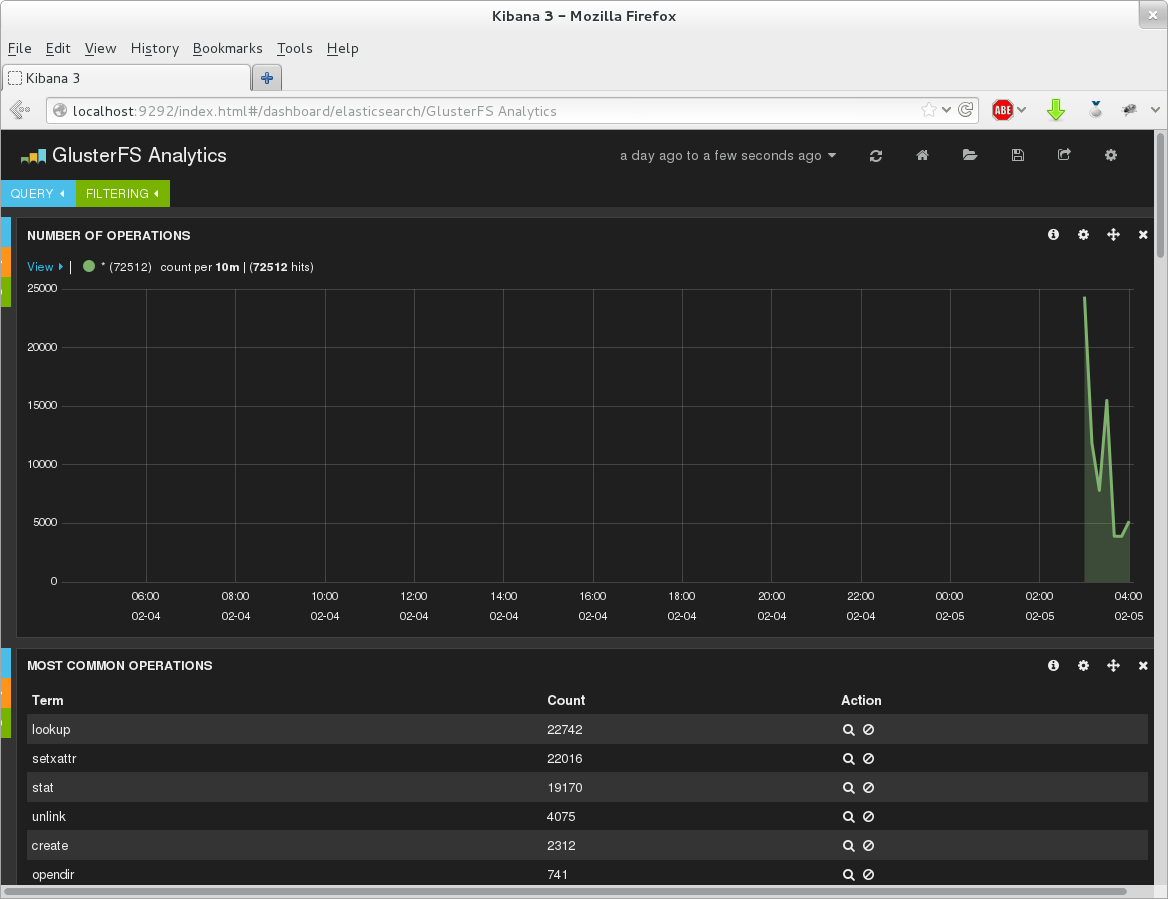 Kibana 3 - Mozilla Firefox
File Edit View History Bookmarks Tools Help
Kibana 3
localhost:9292/index.html#/dashboard/elasticsearch/GlusterFS Analytics
ABE
GlusterFS Analytics
a day ago to a few seconds ago
QUERY FILTERING
NUMBER OF OPERATIONS
View | * (72512) count per 10m | (72512 hits)
25000
20000
15000
10000
5000
0
06:00 08:00 10:00 12:00 14:00 16:00 18:00 20:00 22:00 00:00 02:00 04:00
02-04 02-04 02-04 02-04 02-04 02-04 02-04 02-04 02-04 02-05 02-05 02-05
MOST COMMON OPERATIONS
Term Count Action
lookup 22742
setxattr 22016
stat 19170
unlink 4075
create 2312
opendir 741